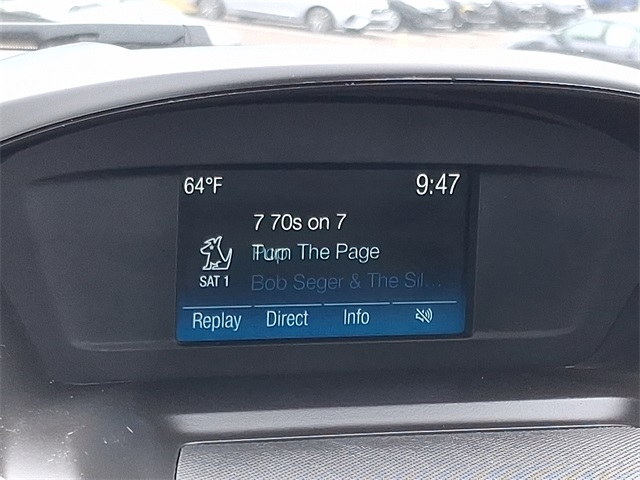 64°F 9:47
7 70s on 7
Turn The Page
SAT 1
Bob Seger & The Sil...
Replay Direct Info